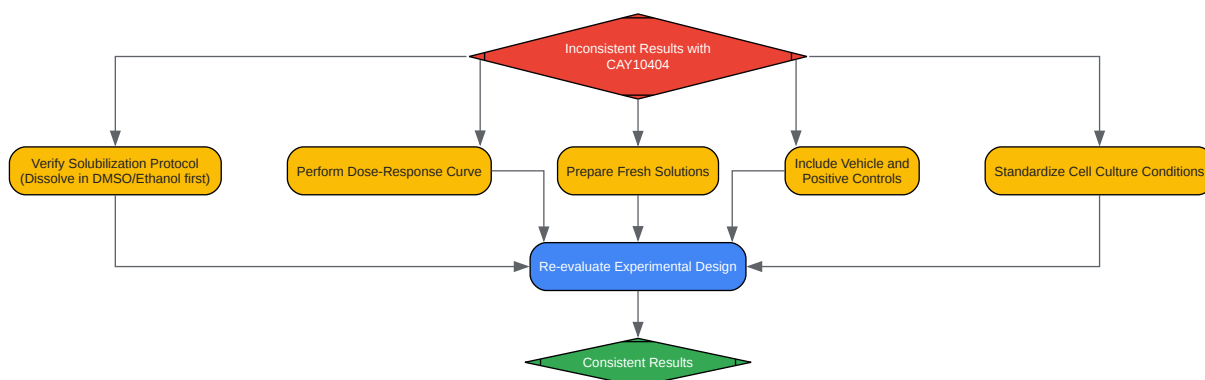 Inconsistent Results with
CAY10404
Verify Solubilization Protocol
(Dissolve in DMSO/Ethanol first)
Perform Dose-Response Curve
Prepare Fresh Solutions
Include Vehicle and
Positive Controls
Standardize Cell Culture Conditions
Re-evaluate Experimental Design
Consistent Results